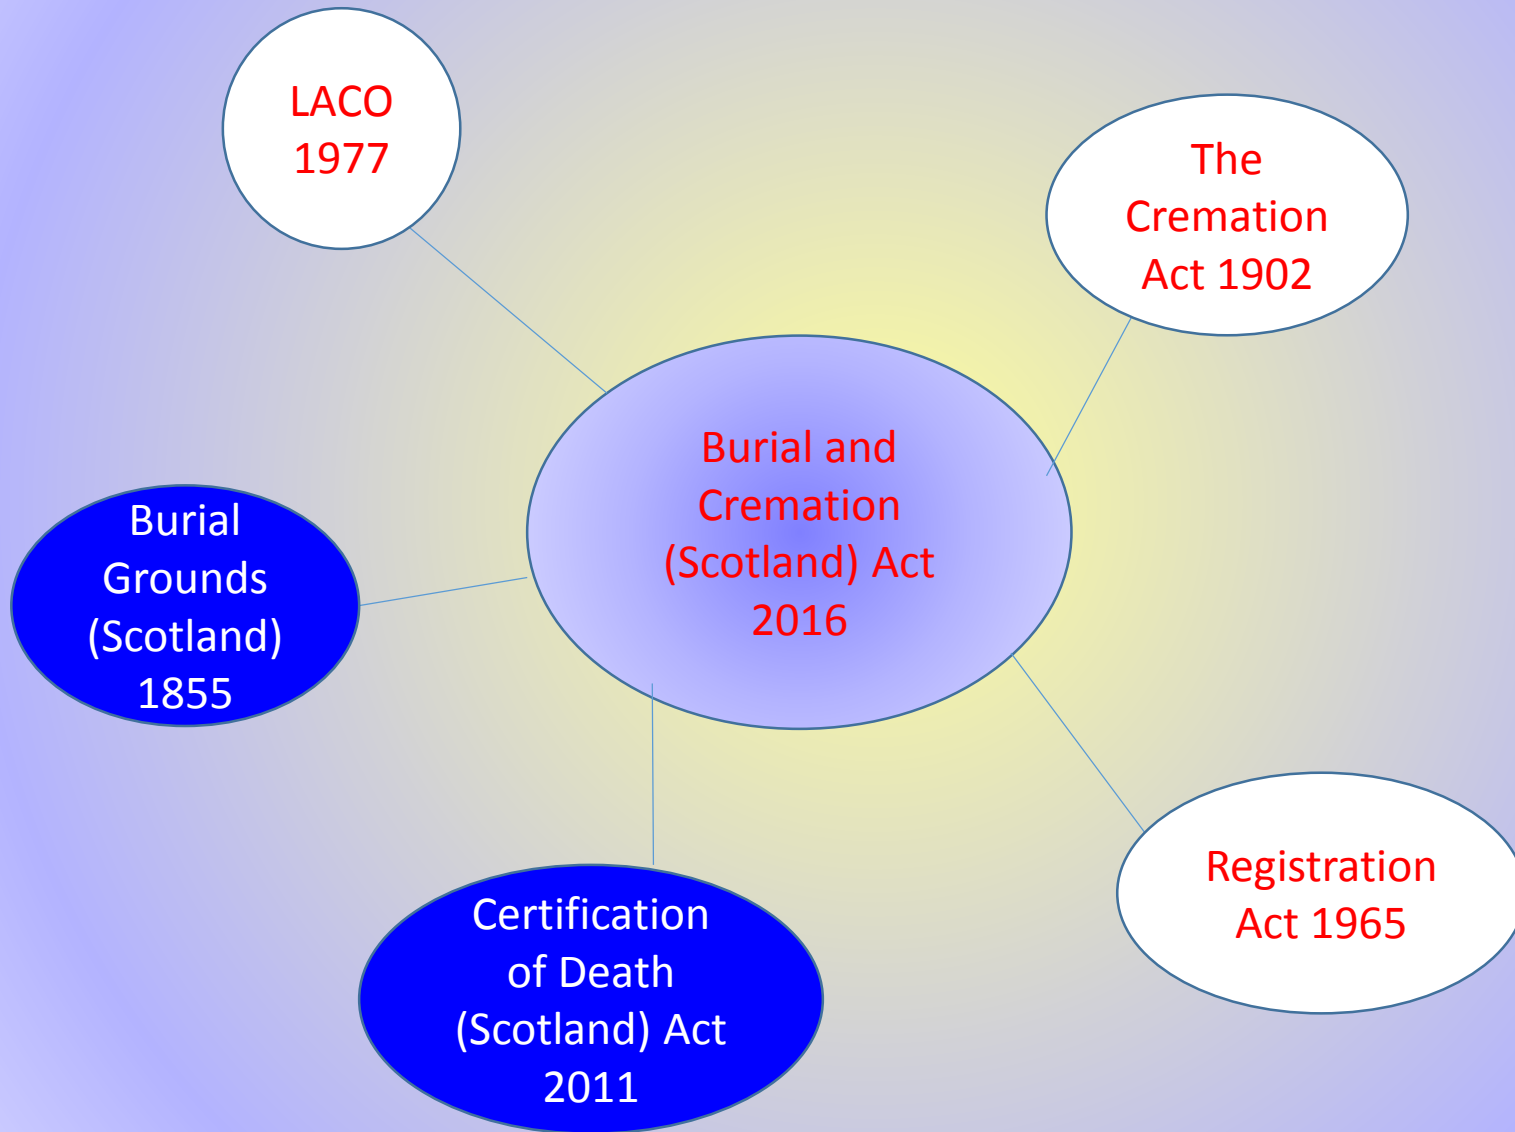 LACO
1977
The
Cremation
Act 1902
Burial and
Cremation
(Scotland) Act
2016
Burial
Grounds
(Scotland)
1855
Registration
Act 1965
Certification
of Death
(Scotland) Act
2011